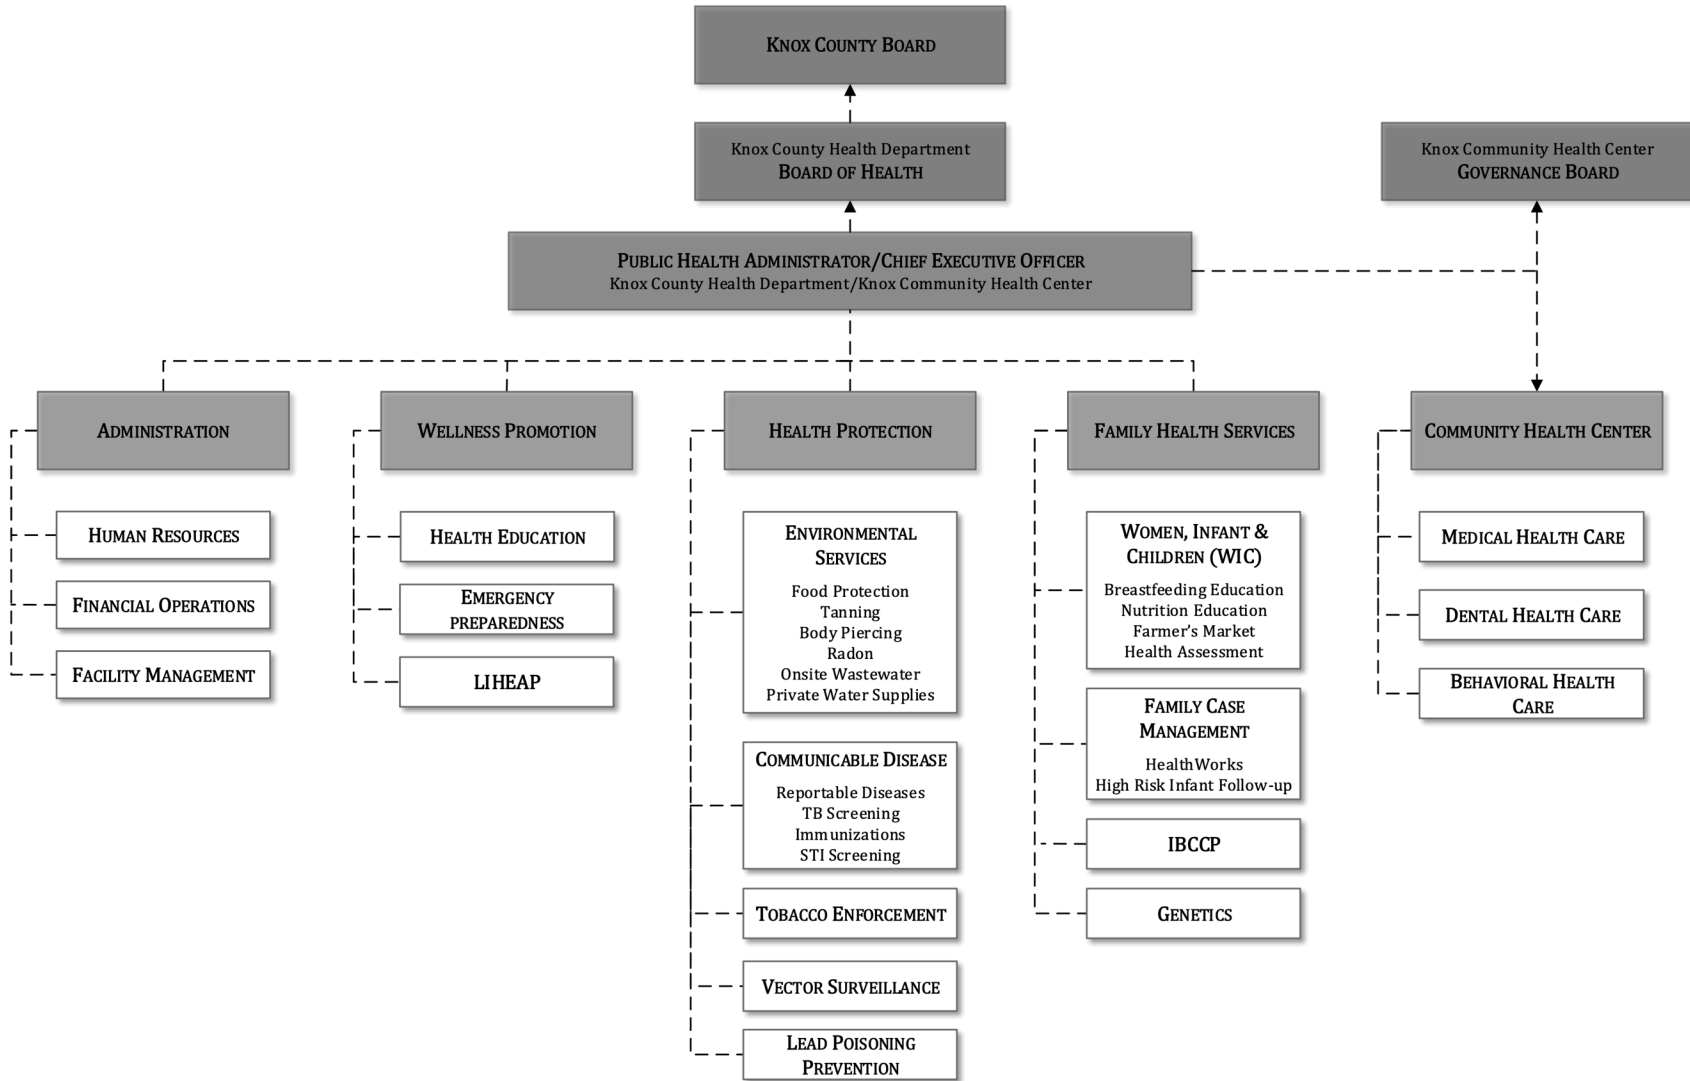 KNOX COUNTY BOARD
Knox County Health Department
BOARD OF HEALTH
Knox Community Health Center
GOVERNANCE BOARD
PUBLIC HEALTH ADMINISTRATOR/CHIEF EXECUTIVE OFFICER
Knox County Health Department/Knox Community Health Center
ADMINISTRATION
HUMAN RESOURCES
FINANCIAL OPERATIONS
FACILITY MANAGEMENT
WELLNESS PROMOTION
HEALTH EDUCATION
EMERGENCY
PREPAREDNESS
LIHEAP
HEALTH PROTECTION
ENVIRONMENTAL
SERVICES
Food Protection
Tanning
Body Piercing
Radon
Onsite Wastewater
Private Water Supplies
COMMUNICABLE DISEASE
Reportable Diseases
TB Screening
Immunizations
STI Screening
TOBACCO ENFORCEMENT
VECTOR SURVEILLANCE
LEAD POISONING
PREVENTION
FAMILY HEALTH SERVICES
WOMEN, INFANT &
CHILDREN (WIC)
Breastfeeding Education
Nutrition Education
Farmer's Market
Health Assessment
FAMILY CASE
MANAGEMENT
HealthWorks
High Risk Infant Follow-up
IBCCP
GENETICS
COMMUNITY HEALTH CENTER
MEDICAL HEALTH CARE
DENTAL HEALTH CARE
BEHAVIORAL HEALTH
CARE